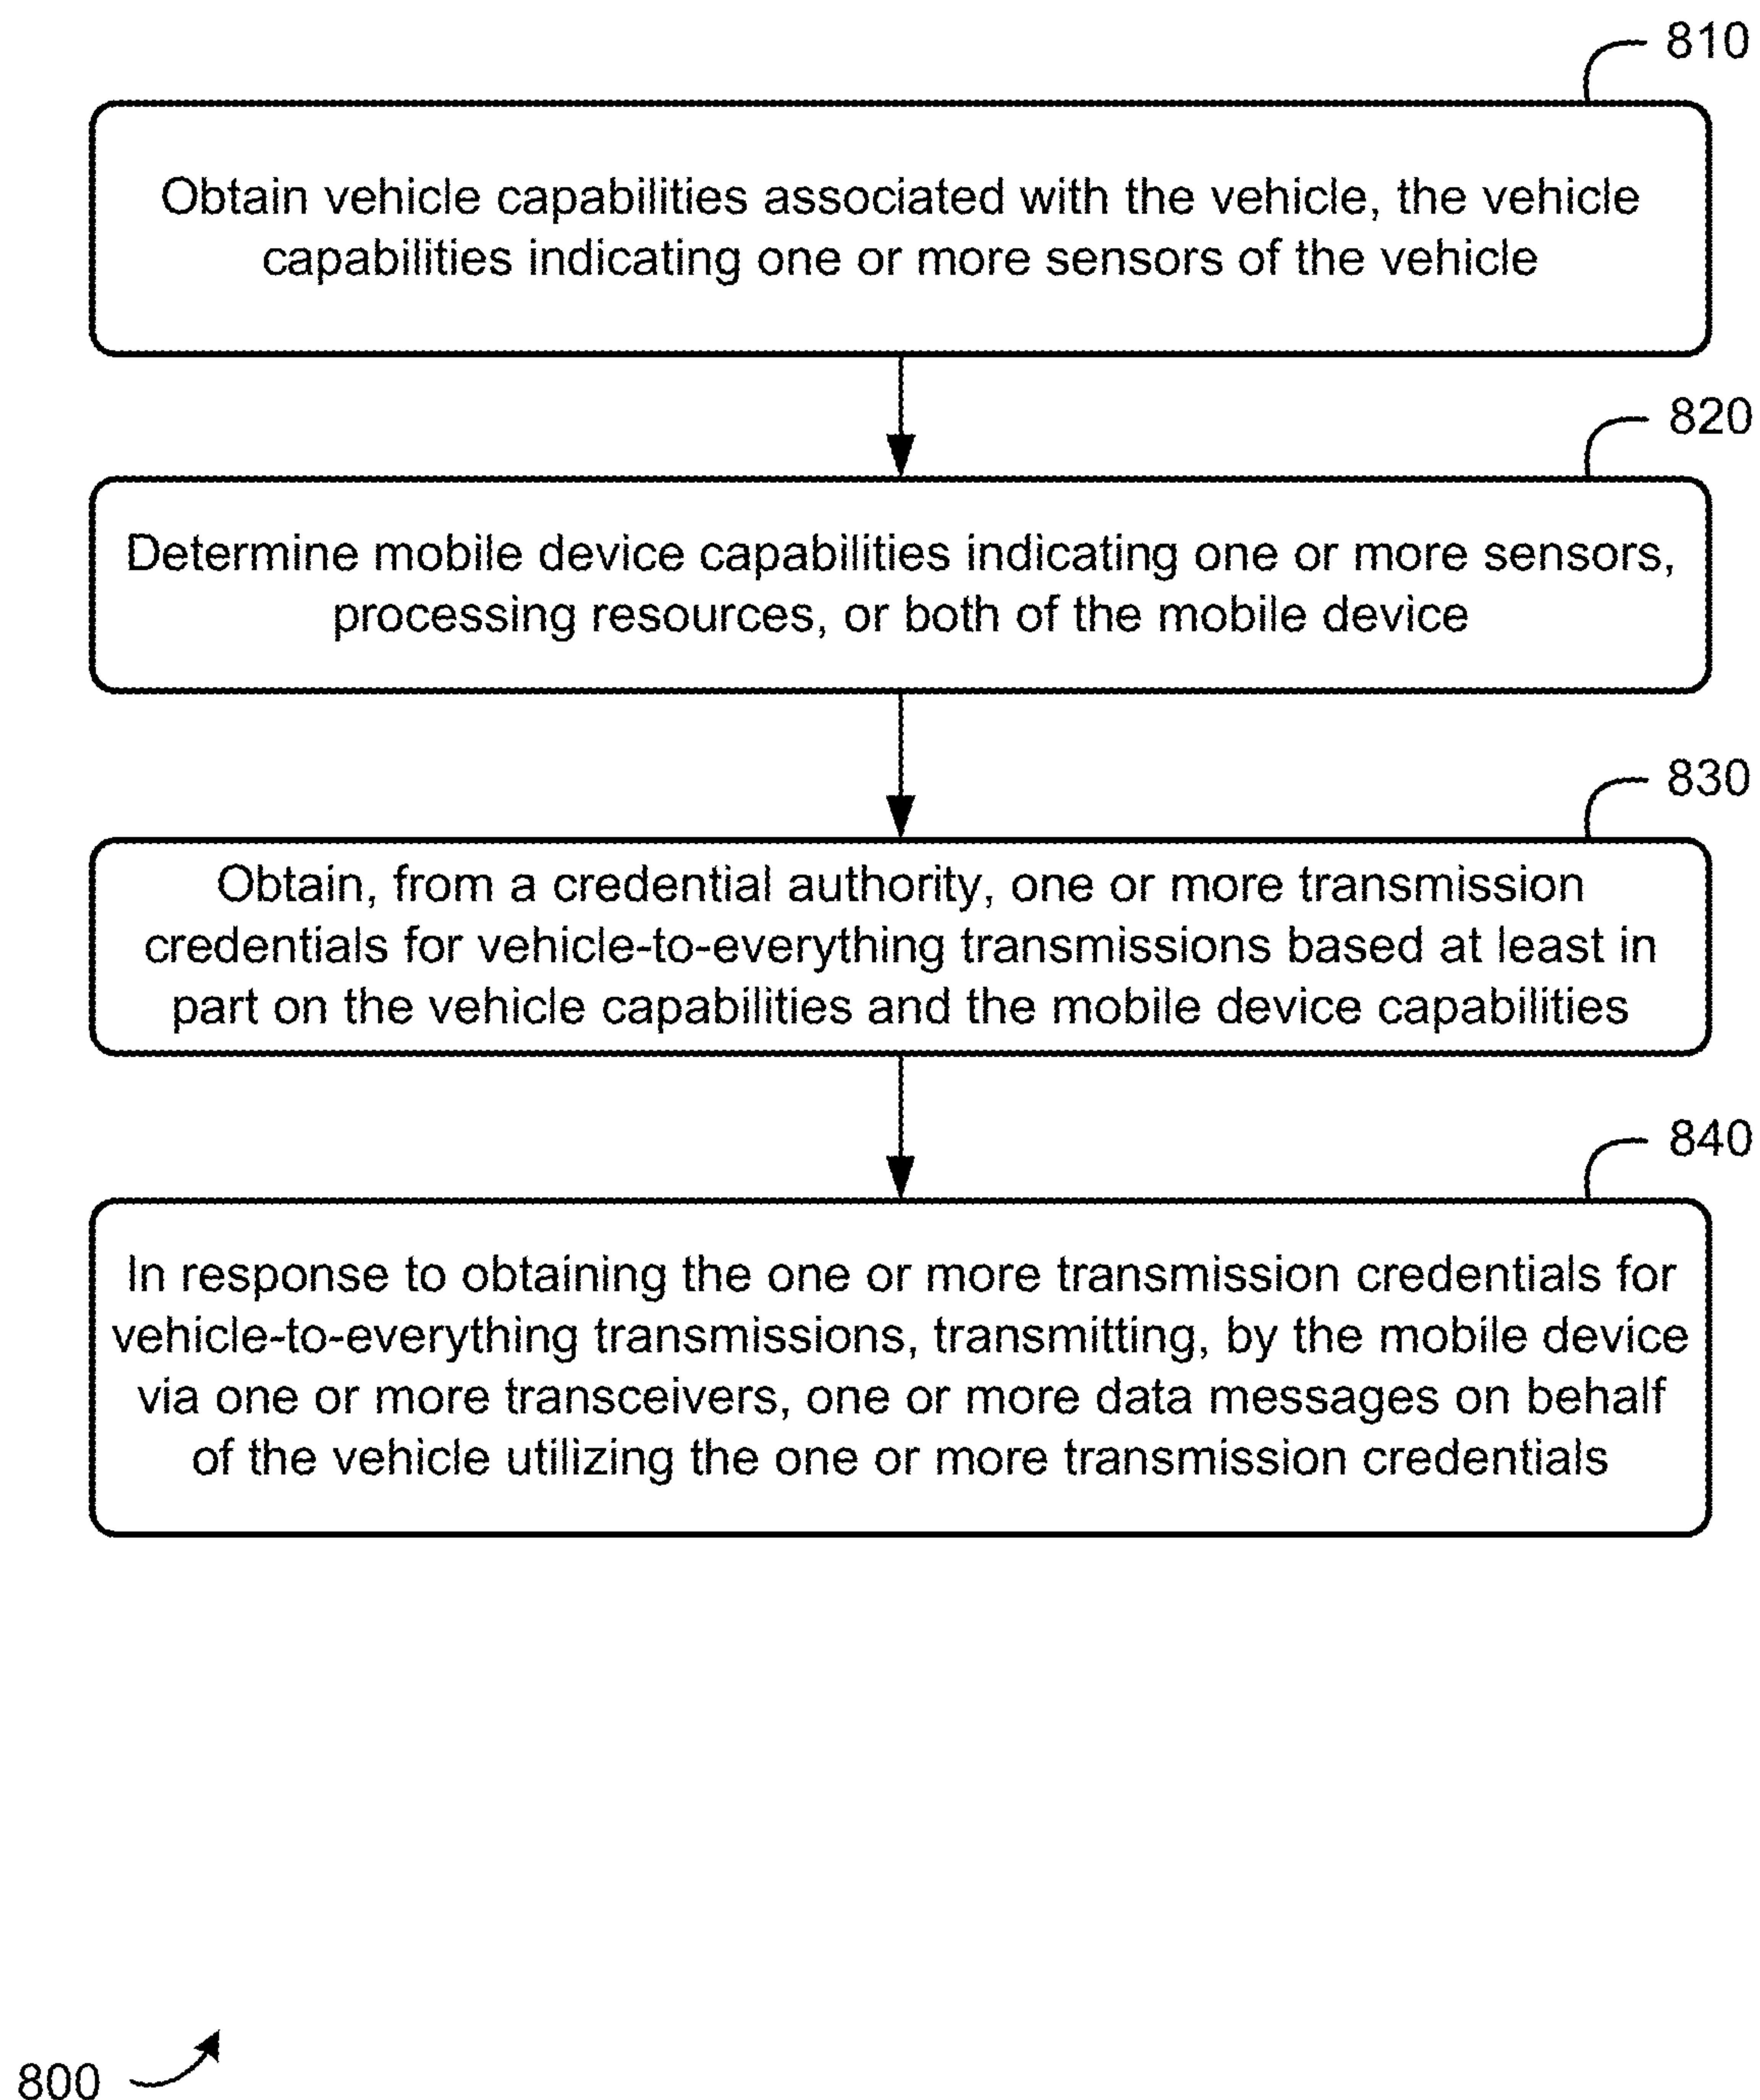 810
Obtain vehicle capabilities associated with the vehicle, the vehicle
capabilities indicating one or more sensors of the vehicle
820
Determine mobile device capabilities indicating one or more sensors,
processing resources, or both of the mobile device
830
Obtain, from a credential authority, one or more transmission
credentials for vehicle-to-everything transmissions based at least in
part on the vehicle capabilities and the mobile device capabilities
840
In response to obtaining the one or more transmission credentials for
vehicle-to-everything transmissions, transmitting, by the mobile device
via one or more transceivers, one or more data messages on behalf
of the vehicle utilizing the one or more transmission credentials
800